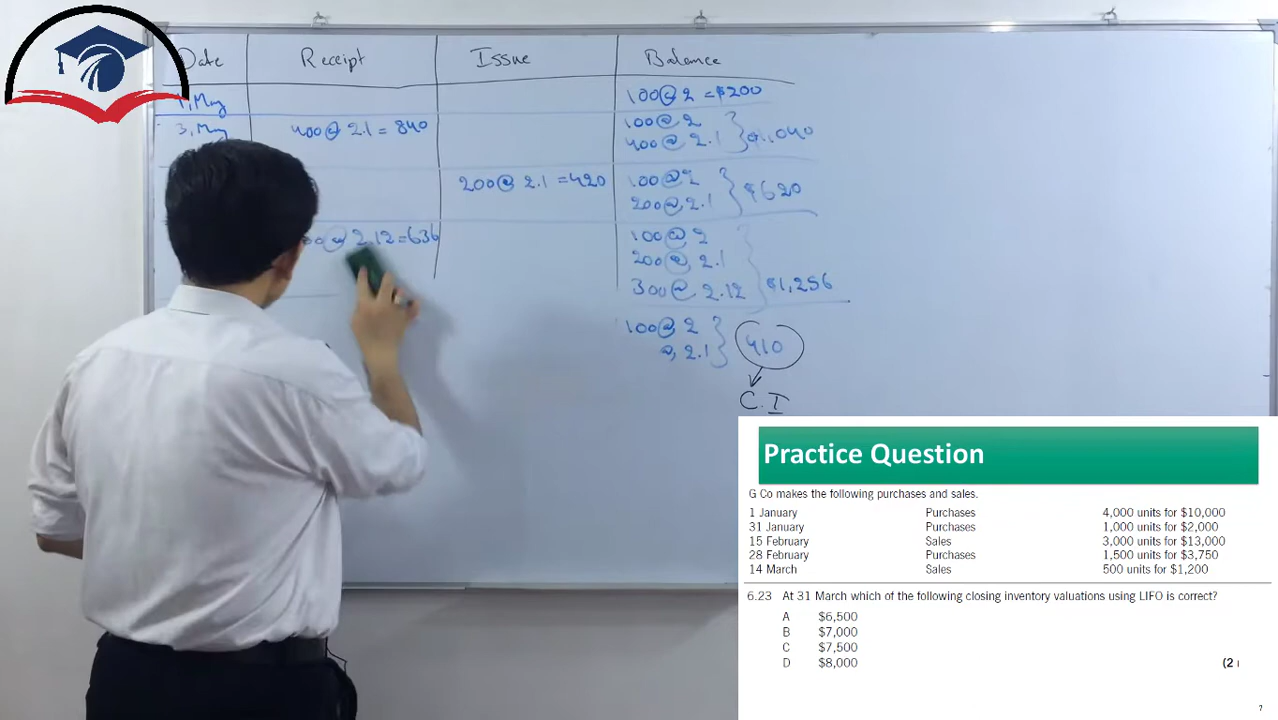 Date Receipt Issue Balance
1, May 100@ 2 = $200
3, May 400@ 2.1 = 840 100@ 2
400@ 2.1 } $1,040
200@ 2.1 = 420 100@ 2
200@ 2.1 } $620
00@ 2.12 = 636 100@ 2
200@ 2.1
300@ 2.12 } $1,256
100@ 2
@ 2.1 } 410
C.I
Practice Question
G Co makes the following purchases and sales.
1 January Purchases 4,000 units for $10,000
31 January Purchases 1,000 units for $2,000
15 February Sales 3,000 units for $13,000
28 February Purchases 1,500 units for $3,750
14 March Sales 500 units for $1,200
6.23 At 31 March which of the following closing inventory valuations using LIFO is correct?
A $6,500
B $7,000
C $7,500
D $8,000
(2
7